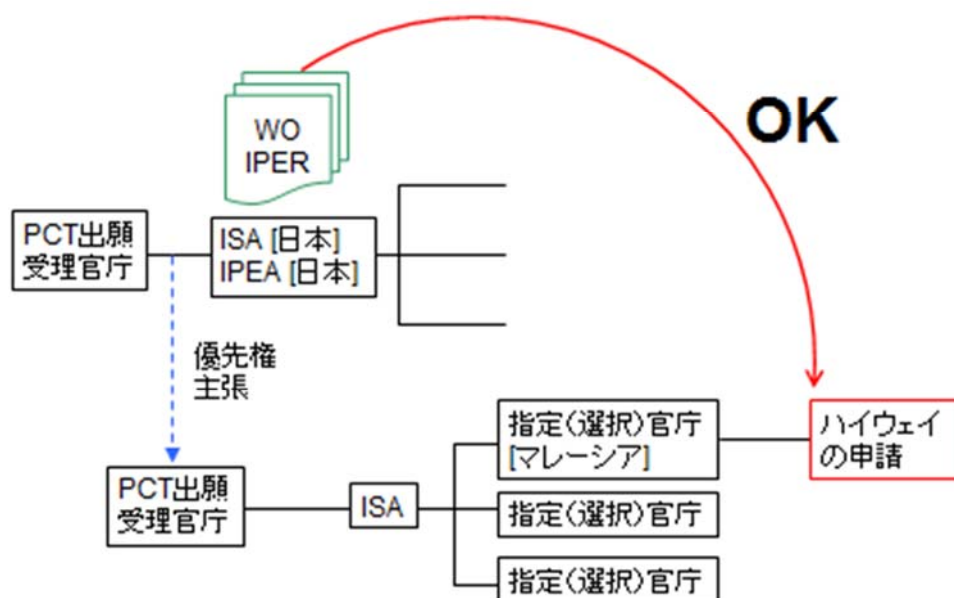 OK
WO
IPER
PCT出願
受理官庁
ISA [日本]
IPEA [日本]
優先権
主張
PCT出願
受理官庁
ISA
指定(選択)官庁
[マレーシア]
ハイウェイ
の申請
指定(選択)官庁
指定(選択)官庁